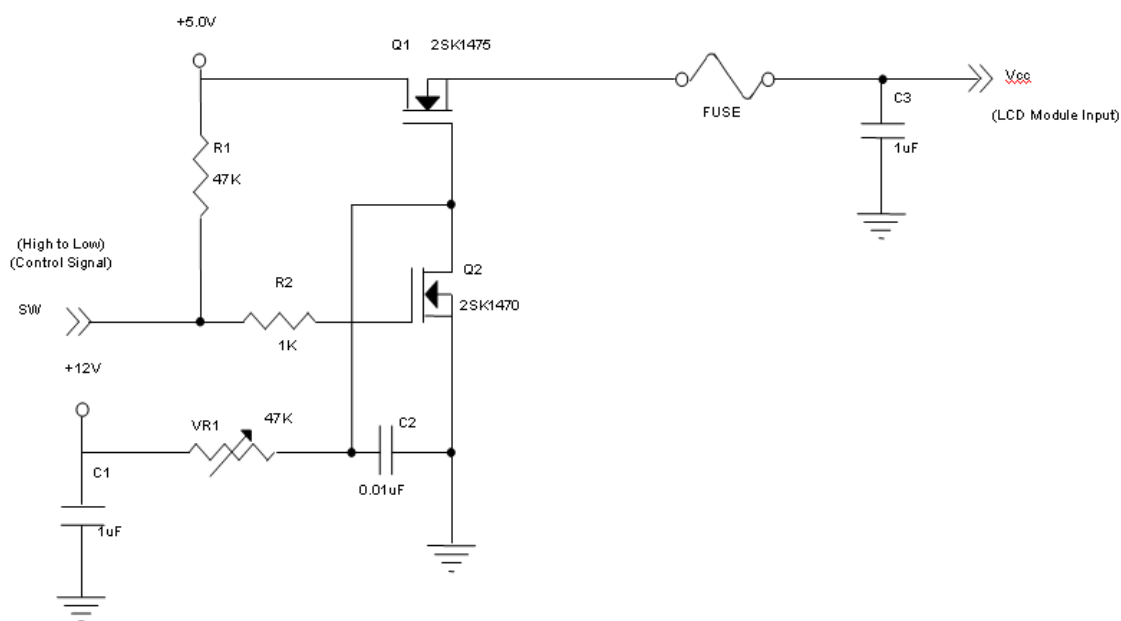 +5.0V
Q1 2SK1475
Vcc
C3
FUSE
(LCD Module Input)
R1
1uF
47K
(High to Low)
(Control Signal)
Q2
R2
SW
2SK1470
1K
+12V
47K
VR1
C2
C1
0.01uF
1uF